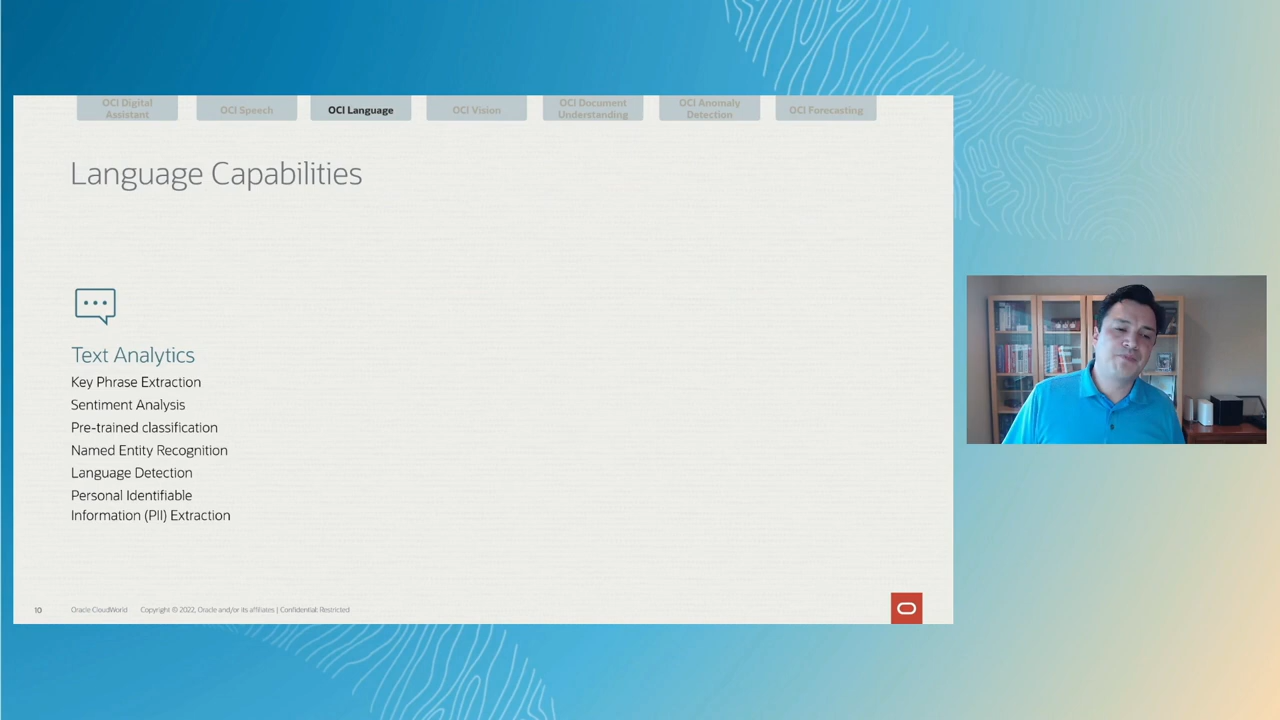 OCI Digital
Assistant
OCI Speech
OCI Language
OCI Vision
OCI Document
Understanding
OCI Anomaly
Detection
OCI Forecasting
Language Capabilities
Text Analytics
Key Phrase Extraction
Sentiment Analysis
Pre-trained classification
Named Entity Recognition
Language Detection
Personal Identifiable
Information (PII) Extraction
10 Oracle CloudWorld Copyright © 2022, Oracle and/or its affiliates | Confidential: Restricted